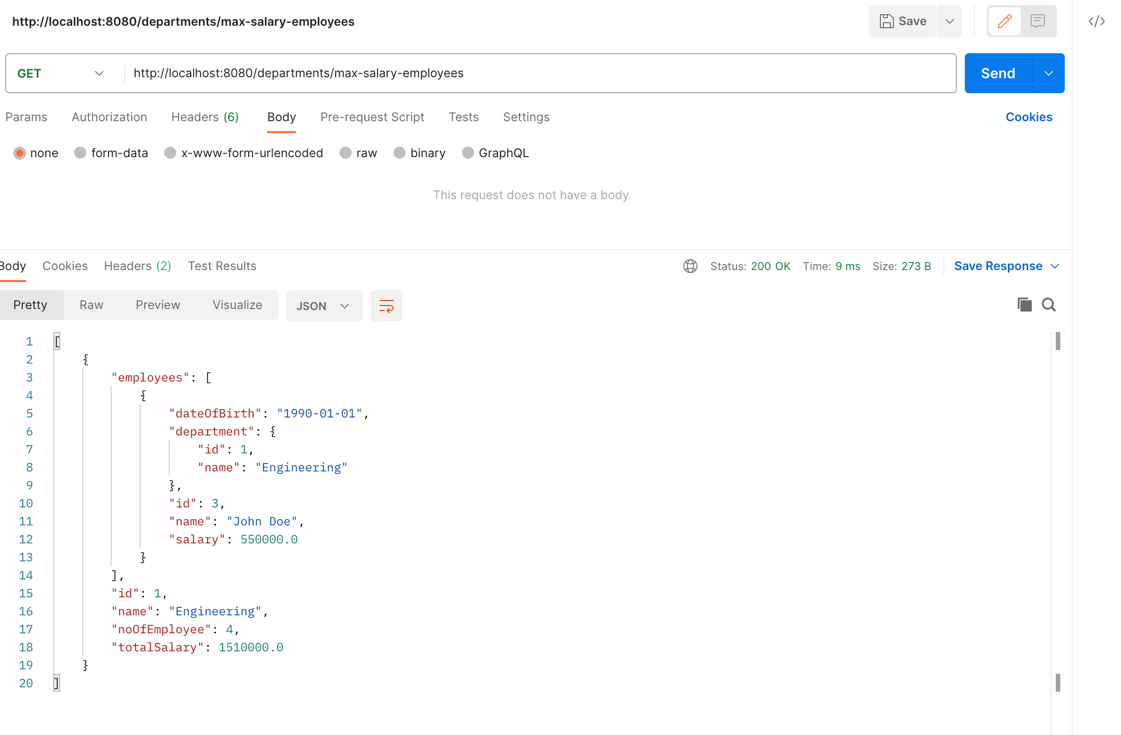 http://localhost:8080/departments/max-salary-employees
Save
GET http://localhost:8080/departments/max-salary-employees Send
Params Authorization Headers (6) Body Pre-request Script Tests Settings Cookies
none form-data x-www-form-urlencoded raw binary GraphQL
This request does not have a body
Body Cookies Headers (2) Test Results Status: 200 OK Time: 9 ms Size: 273 B Save Response
Pretty Raw Preview Visualize JSON
1 [
2 {
3 "employees": [
4 {
5 "dateOfBirth": "1990-01-01",
6 "department": {
7 "id": 1,
8 "name": "Engineering"
9 },
10 "id": 3,
11 "name": "John Doe",
12 "salary": 550000.0
13 }
14 ],
15 "id": 1,
16 "name": "Engineering",
17 "noOfEmployee": 4,
18 "totalSalary": 1510000.0
19 }
20 ]